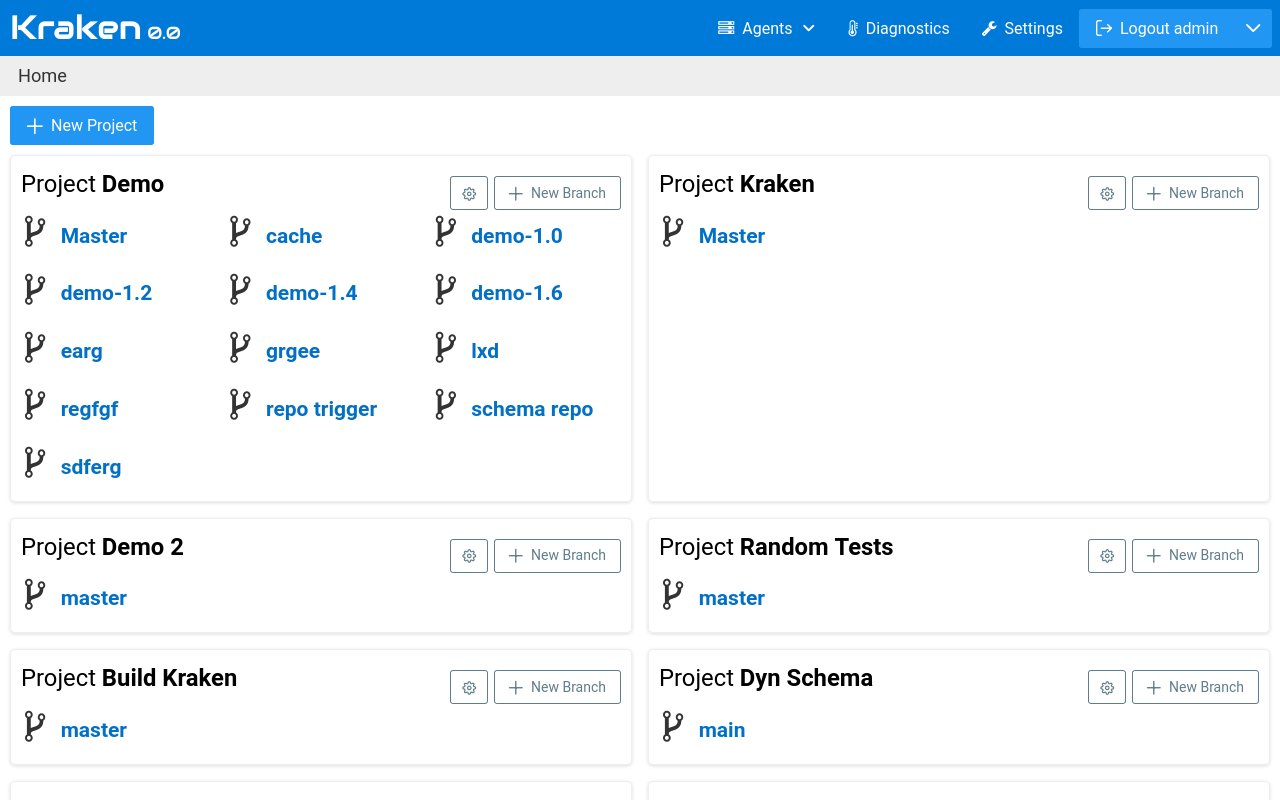 Kraken 0.0 Agents Diagnostics Settings Logout admin
Home
New Project
Project Demo New Branch
Master cache demo-1.0
demo-1.2 demo-1.4 demo-1.6
earg grgee lxd
regfgf repo trigger schema repo
sdferg
Project Kraken New Branch
Master
Project Demo 2 New Branch
master
Project Random Tests New Branch
master
Project Build Kraken New Branch
master
Project Dyn Schema New Branch
main